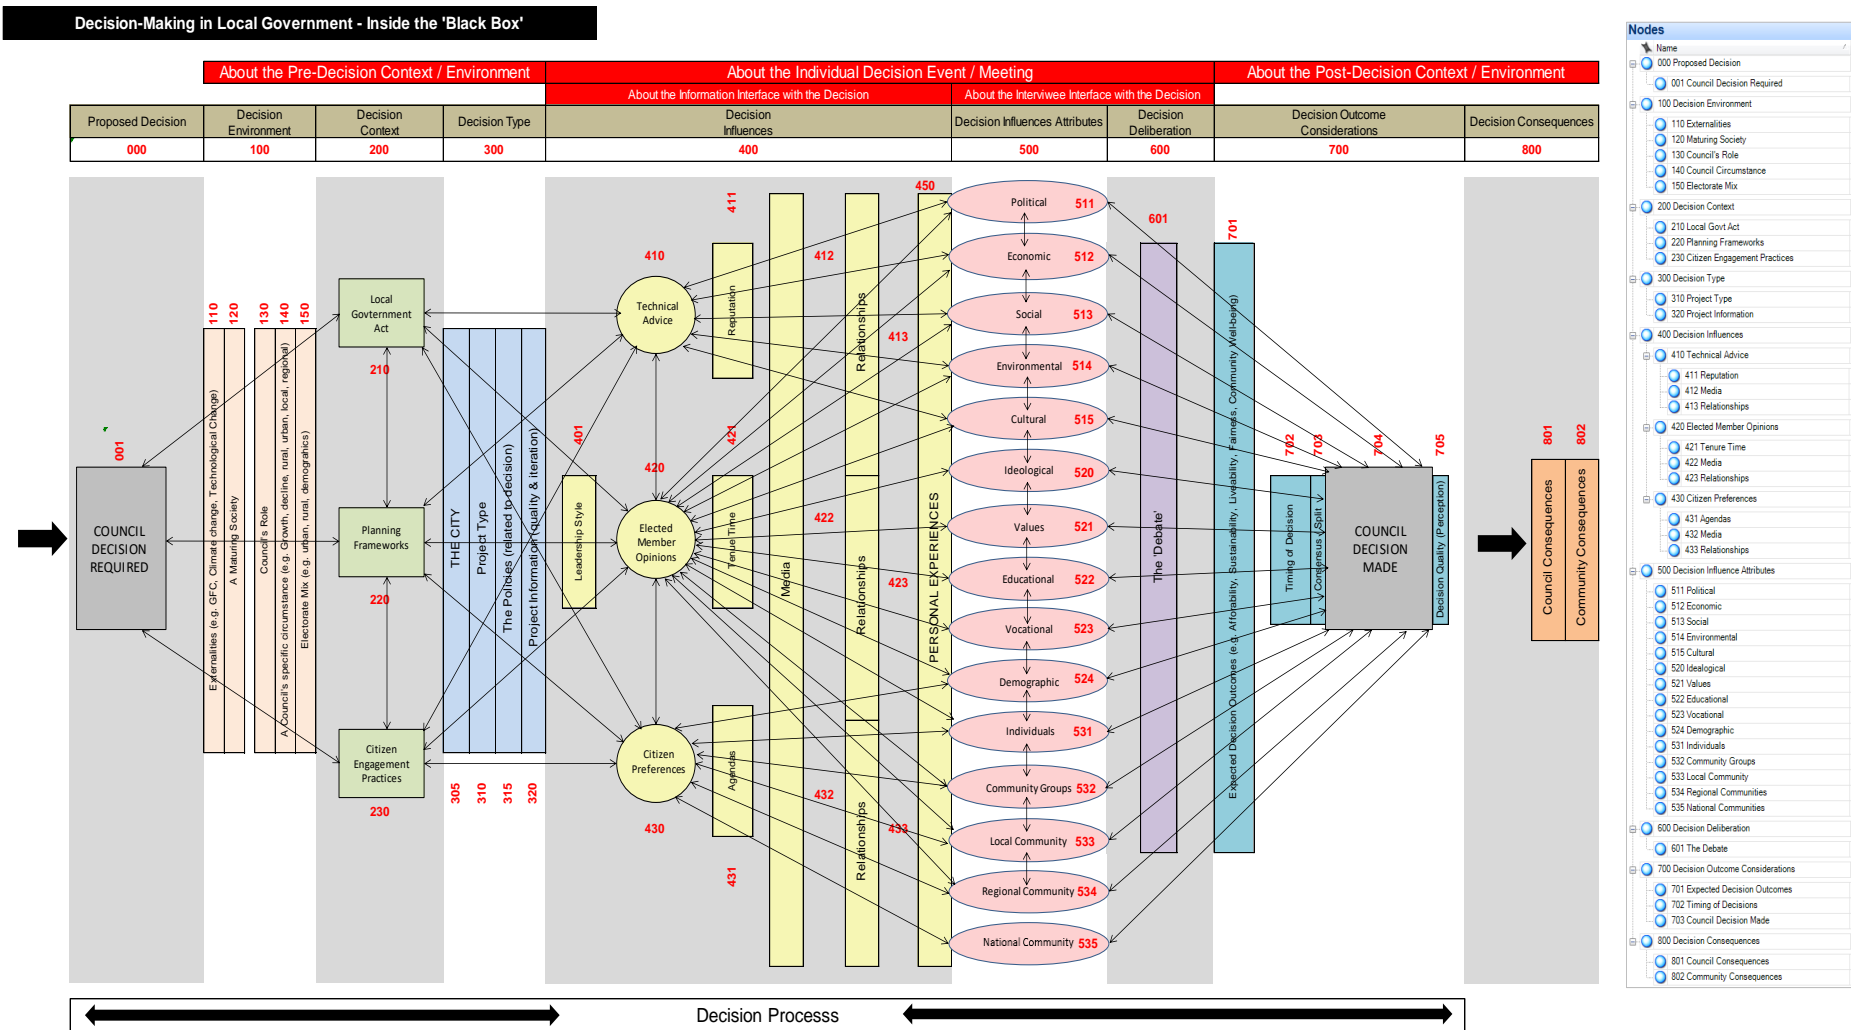 Decision-Making in Local Government - Inside the 'Black Box'
About the Pre-Decision Context / Environment
About the Individual Decision Event / Meeting
About the Post-Decision Context / Environment
About the Information Interface with the Decision
About the Interviewee Interface with the Decision
Proposed Decision
Decision
Environment
Decision
Context
Decision Type
Decision
Influences
Decision Influences Attributes
Decision
Deliberation
Decision Outcome
Considerations
Decision Consequences
000
100
200
300
400
500
600
700
800
001
COUNCIL
DECISION
REQUIRED
110
120
130
140
150
Externalities (e.g. GFC, Climate change, Technological Change)
A Maturing Society
Council's Role
A Council's specific circumstance (e.g. Growth, decline, rural, urban, local, regional)
Electorate Mix (e.g. urban, rural, demograhics)
Local
Govternment
Act
210
Planning
Frameworks
220
Citizen
Engagement
Practices
230
THE CITY
Project Type
The Policies (related to decision)
Project Information (quality & iteration)
305
310
315
320
401
Leadership Style
410
Technical
Advice
420
Elected
Member
Opinions
Citizen
Preferences
430
411
Reputation
421
Tenue Time
Agendas
431
Media
412
413
422
423
432
433
Relationships
Relationships
Relationships
450
PERSONAL EXPERIENCES
Political 511
Economic 512
Social 513
Environmental 514
Cultural 515
Ideological 520
Values 521
Educational 522
Vocational 523
Demographic 524
Individuals 531
Community Groups 532
Local Community 533
Regional Community 534
National Community 535
601
The 'Debate'
701
Expected Decision Outcomes (e.g. Afforability, Sustainability, Liveability, Fairness, Community Well-being)
702
703
704
705
Timing of Decision
Consensus / Split
COUNCIL
DECISION
MADE
Decision Quality (Perception)
801
802
Council Consequences
Community Consequences
Decision Processs
Nodes
Name
000 Proposed Decision
001 Council Decision Required
100 Decision Environment
110 Externalities
120 Maturing Society
130 Council's Role
140 Council Circumstance
150 Electorate Mix
200 Decision Context
210 Local Govt Act
220 Planning Frameworks
230 Citizen Engagement Practices
300 Decision Type
310 Project Type
320 Project Information
400 Decision Influences
410 Technical Advice
411 Reputation
412 Media
413 Relationships
420 Elected Member Opinions
421 Tenure Time
422 Media
423 Relationships
430 Citizen Preferences
431 Agendas
432 Media
433 Relationships
500 Decision Influence Attributes
511 Political
512 Economic
513 Social
514 Environmental
515 Cultural
520 Idealogical
521 Values
522 Educational
523 Vocational
524 Demographic
531 Individuals
532 Community Groups
533 Local Community
534 Regional Communities
535 National Communities
600 Decision Deliberation
601 The Debate
700 Decision Outcome Considerations
701 Expected Decision Outcomes
702 Timing of Decisions
703 Council Decision Made
800 Decision Consequences
801 Council Consequences
802 Community Consequences